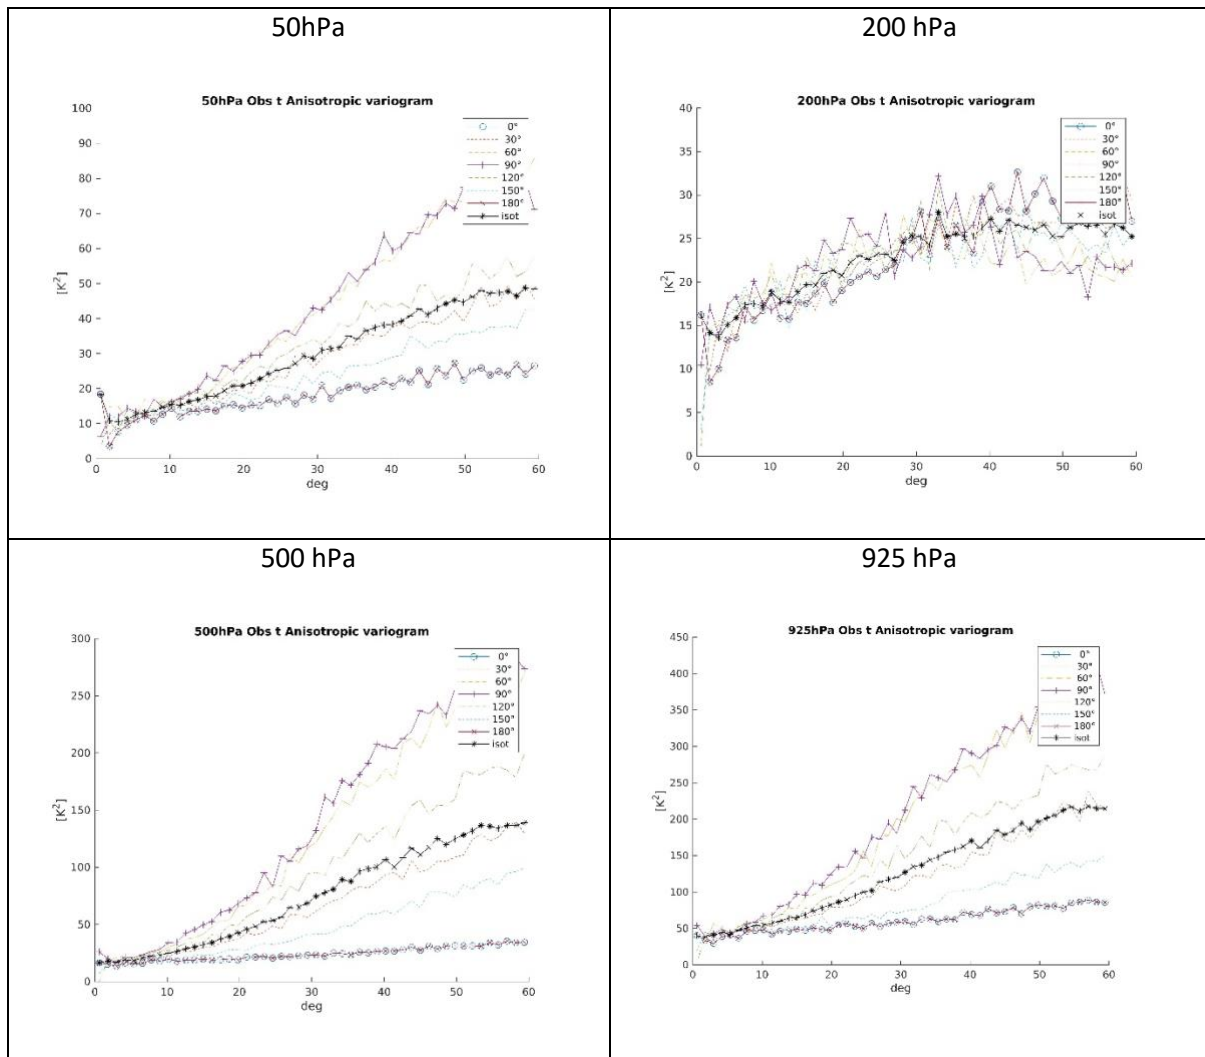 50hPa
50hPa Obs t Anisotropic variogram
100
90
80
70
60
50
40
30
20
10
0
[K²]
0 10 20 30 40 50 60
deg
0°
30°
60°
90°
120°
150°
180°
isot
200 hPa
200hPa Obs t Anisotropic variogram
40
35
30
25
20
15
10
5
0
[K²]
0 10 20 30 40 50 60
deg
0°
30°
60°
90°
120°
150°
180°
isot
500 hPa
500hPa Obs t Anisotropic variogram
300
250
200
150
100
50
0
[K²]
0 10 20 30 40 50 60
deg
0°
30°
60°
90°
120°
150°
180°
isot
925 hPa
925hPa Obs t Anisotropic variogram
450
400
350
300
250
200
150
100
50
0
[K²]
0 10 20 30 40 50 60
deg
0°
30°
60°
90°
120°
150°
180°
isot